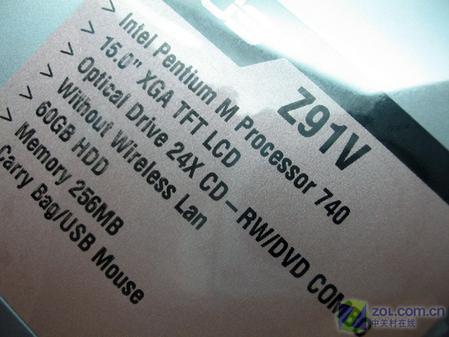 Z91V
> Intel Pentium M Processor 740
> 15.0" XGA TFT LCD
> Optical Drive 24X CD-RW/DVD COMBO
> Without Wireless Lan
> 60GB HDD
> Memory 256MB
> Carry Bag/USB Mouse
ZOL.COM.CN
中关村在线